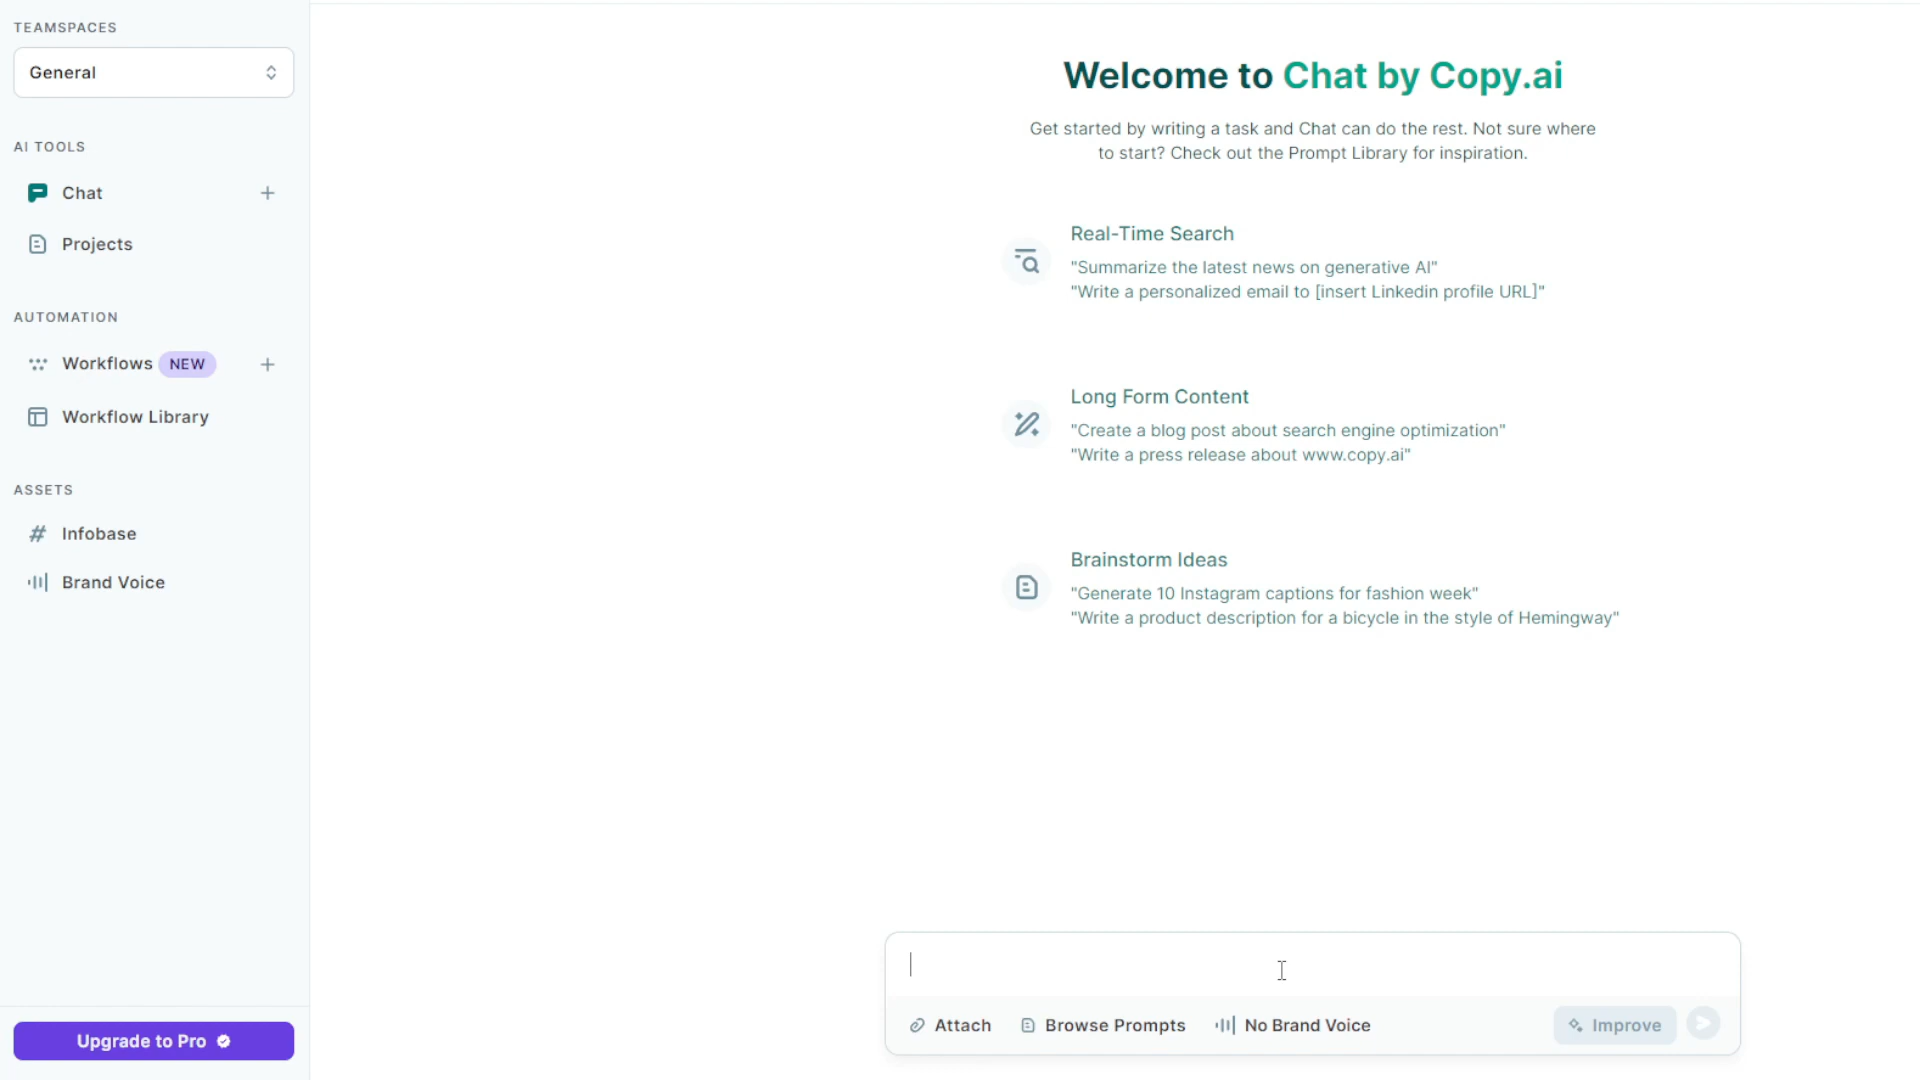 TEAMSPACES
General
AI TOOLS
Chat
Projects
AUTOMATION
Workflows NEW
Workflow Library
ASSETS
Infobase
Brand Voice
Upgrade to Pro
Welcome to Chat by Copy.ai
Get started by writing a task and Chat can do the rest. Not sure where
to start? Check out the Prompt Library for inspiration.
Real-Time Search
"Summarize the latest news on generative AI"
"Write a personalized email to [insert Linkedin profile URL]"
Long Form Content
"Create a blog post about search engine optimization"
"Write a press release about www.copy.ai"
Brainstorm Ideas
"Generate 10 Instagram captions for fashion week"
"Write a product description for a bicycle in the style of Hemingway"
Attach Browse Prompts No Brand Voice Improve